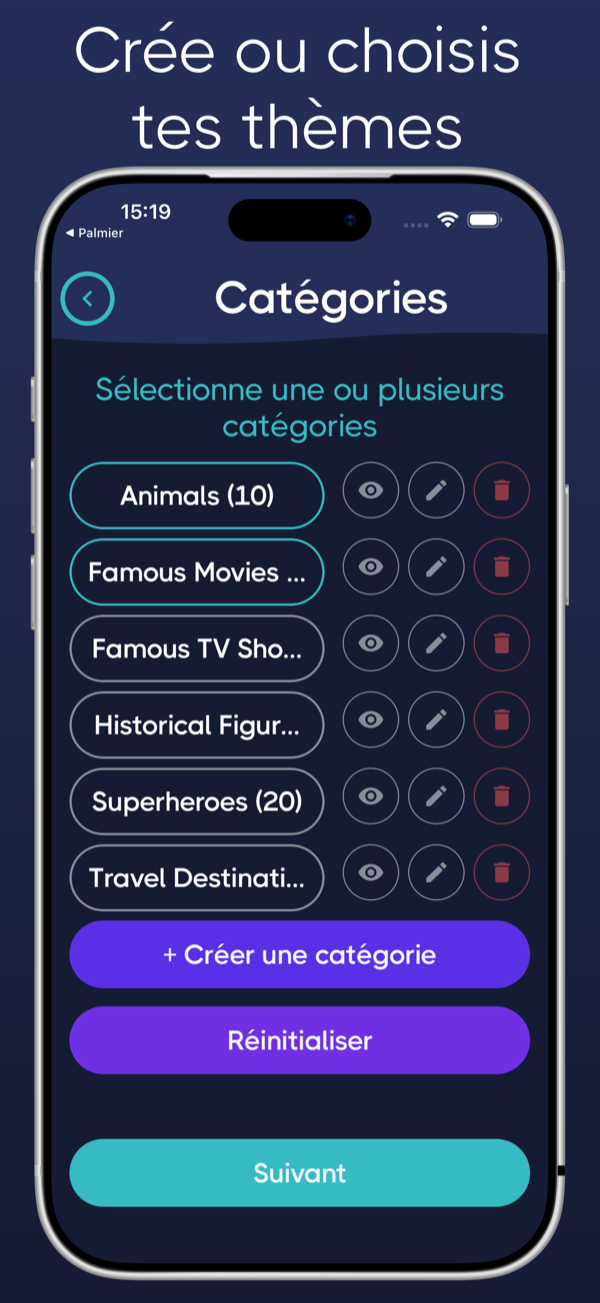 Crée ou choisis
tes thèmes
15:19
◀ Palmier
Catégories
Sélectionne une ou plusieurs
catégories
Animals (10)
Famous Movies ...
Famous TV Sho...
Historical Figur...
Superheroes (20)
Travel Destinati...
+ Créer une catégorie
Réinitialiser
Suivant